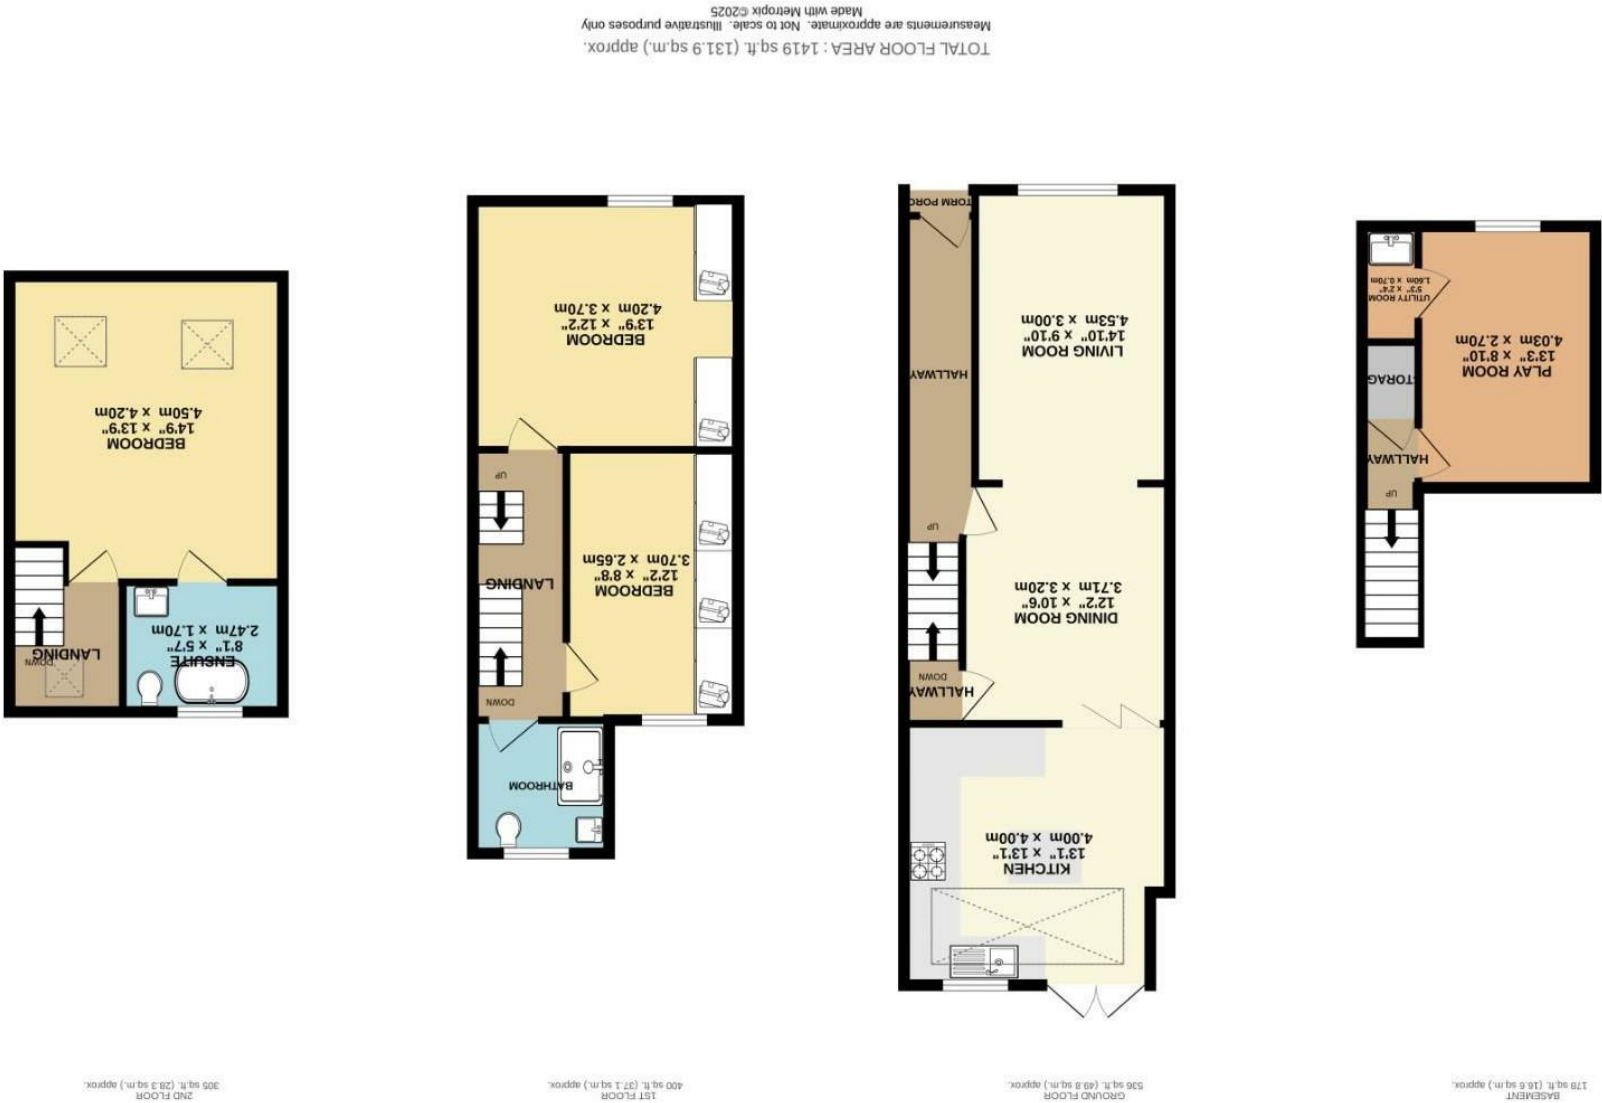 BASEMENT
178 sq.ft. (16.6 sq.m.) approx.
GROUND FLOOR
536 sq.ft. (49.8 sq.m.) approx.
1ST FLOOR
400 sq.ft. (37.1 sq.m.) approx.
2ND FLOOR
305 sq.ft. (28.3 sq.m.) approx.
UP
HALLWAY
STORAG
PLAY ROOM
13'3" x 8'10"
4.03m x 2.70m
UTILITY ROOM
5'3" x 2'4"
1.60m x 0.70m
KITCHEN
13'1" x 13'1"
4.00m x 4.00m
HALLWAY
DOWN
DINING ROOM
12'2" x 10'6"
3.71m x 3.20m
UP
HALLWAY
LIVING ROOM
14'10" x 9'10"
4.53m x 3.00m
TORM PORC
BATHROOM
DOWN
LANDING
UP
BEDROOM
12'2" x 8'8"
3.70m x 2.65m
BEDROOM
13'9" x 12'2"
4.20m x 3.70m
ENSUITE
8'1" x 5'7"
2.47m x 1.70m
LANDING
DOWN
BEDROOM
14'9" x 13'9"
4.50m x 4.20m
TOTAL FLOOR AREA : 1419 sq.ft. (131.9 sq.m.) approx.
Measurements are approximate. Not to scale. Illustrative purposes only
Made with Metropix ©2025